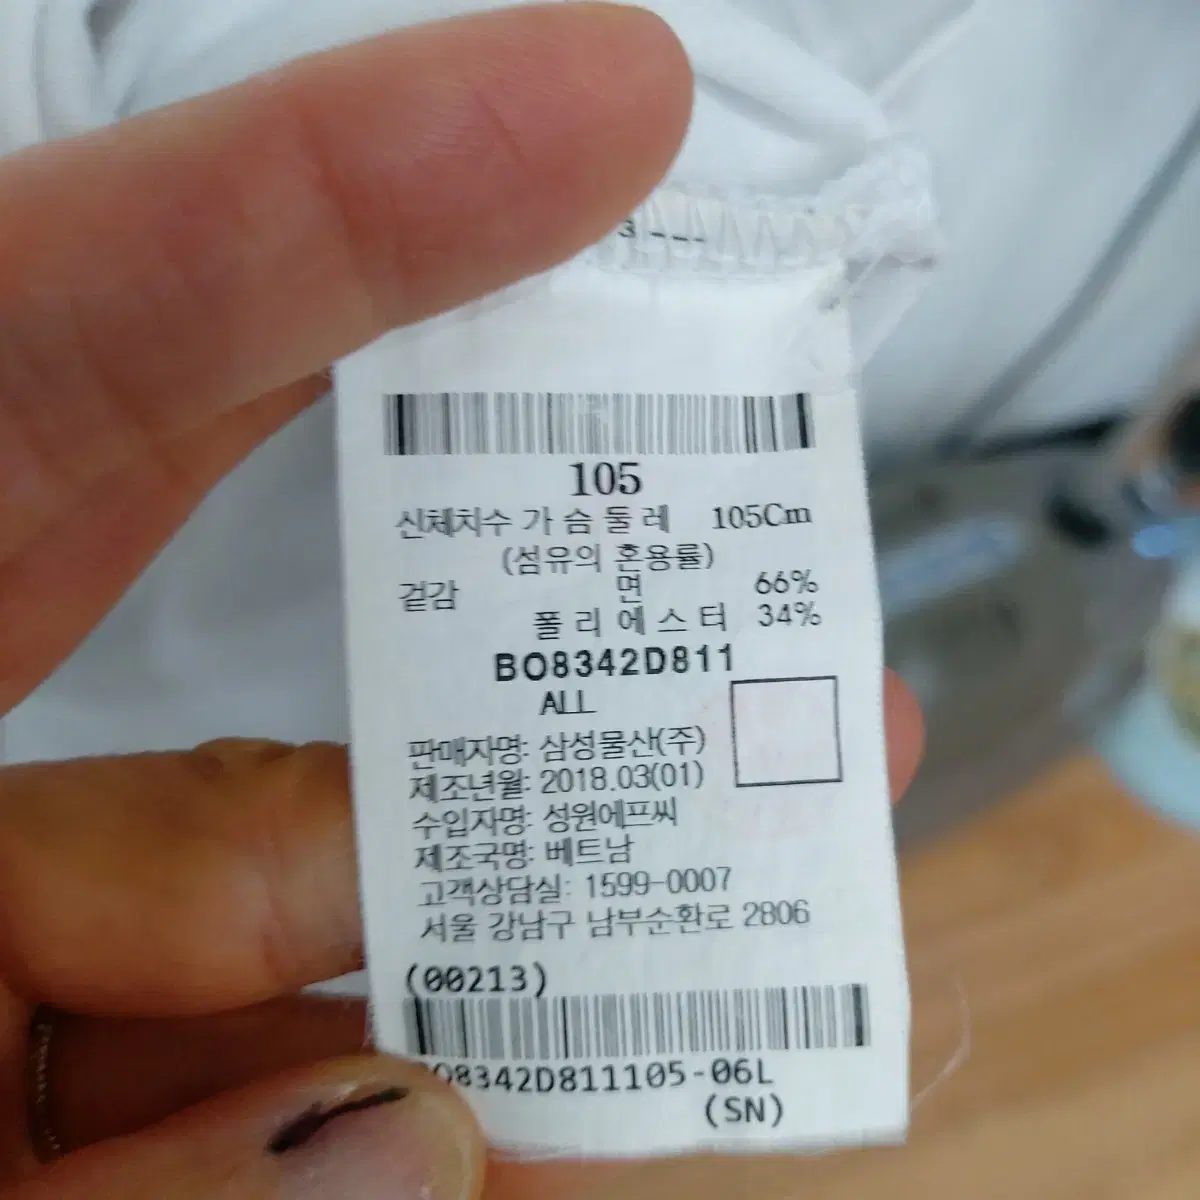 3---
105
신체치수 가슴둘레 105Cm
(섬유의 혼용률)
겉감 면 66%
폴리에스터 34%
BO8342D811
ALL
판매자명: 삼성물산(주)
제조년월: 2018.03(01)
수입자명: 성원에프씨
제조국명: 베트남
고객상담실: 1599-0007
서울 강남구 남부순환로 2806
(00213)
O8342D811105-06L
(SN)